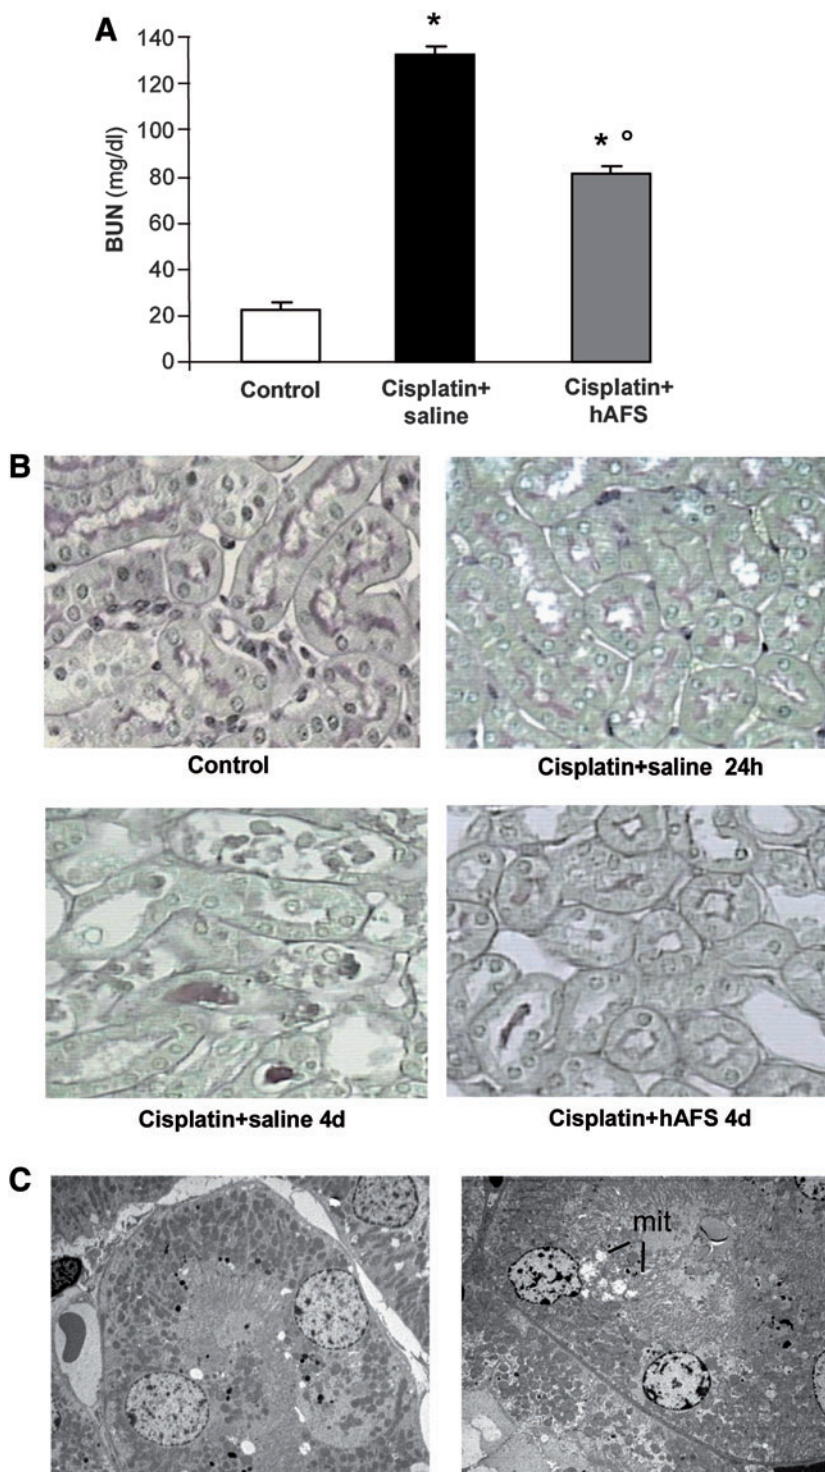 A
140
120
100
80
60
40
20
0
BUN (mg/dl)
*
* °
Control
Cisplatin+
saline
Cisplatin+
hAFS
B
Control
Cisplatin+saline 24h
Cisplatin+saline 4d
Cisplatin+hAFS 4d
C
mit